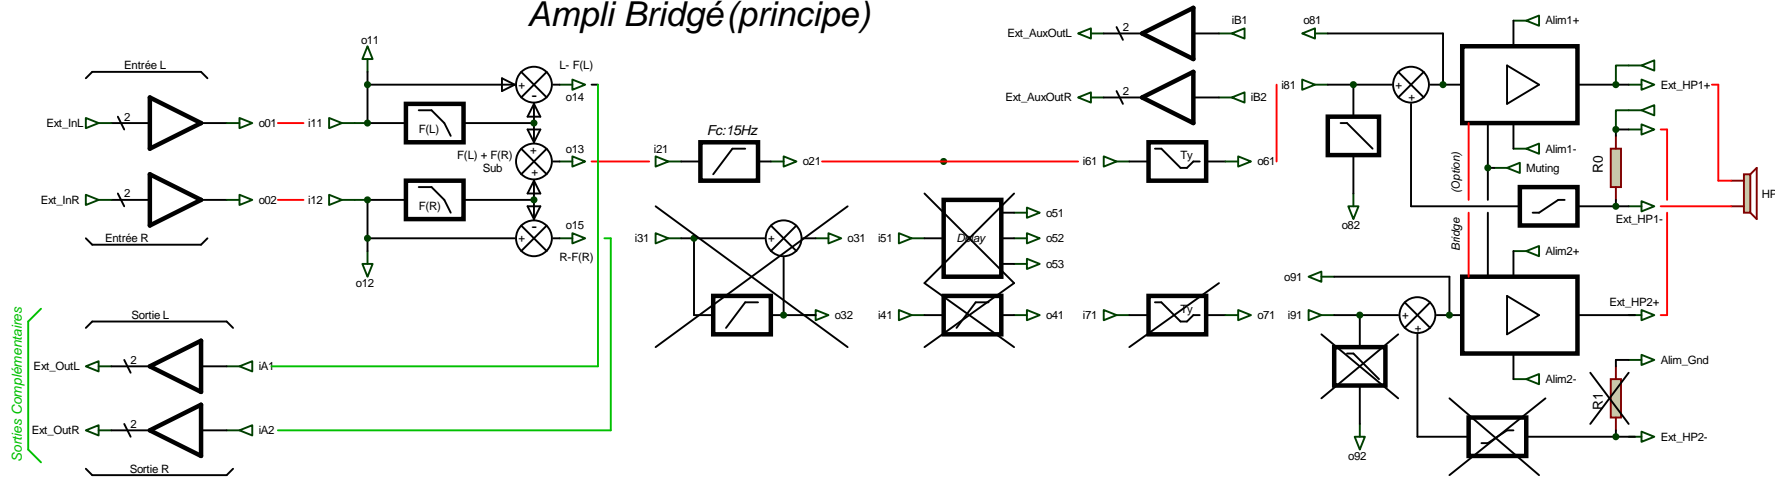 Ampli Bridgé (principe)
Entrée L
Ext_InL
2
o01
i11
o11
F(L)
+
-
L- F(L)
o14
F(L) + F(R)
Sub
+
+
o13
Ext_InR
2
o02
i12
F(R)
Entrée R
o12
-
+
o15
R-F(R)
Fc:15Hz
i21
o21
i31
+
o31
o32
i51
Delay
o51
o52
o53
i41
o41
i61
Ty
o61
i71
Ty
o71
Ext_AuxOutL
2
iB1
Ext_AuxOutR
2
iB2
o81
i81
+
+
o82
Alim1+
Alim1-
Muting
Bridge
(Option)
Ext_HP1+
R0
Ext_HP1-
HP
o91
i91
+
+
o92
Alim2+
Alim2-
Ext_HP2+
Alim_Gnd
R1
Ext_HP2-
Sorties Complémentaires
Sortie L
Ext_OutL
2
iA1
Ext_OutR
2
iA2
Sortie R